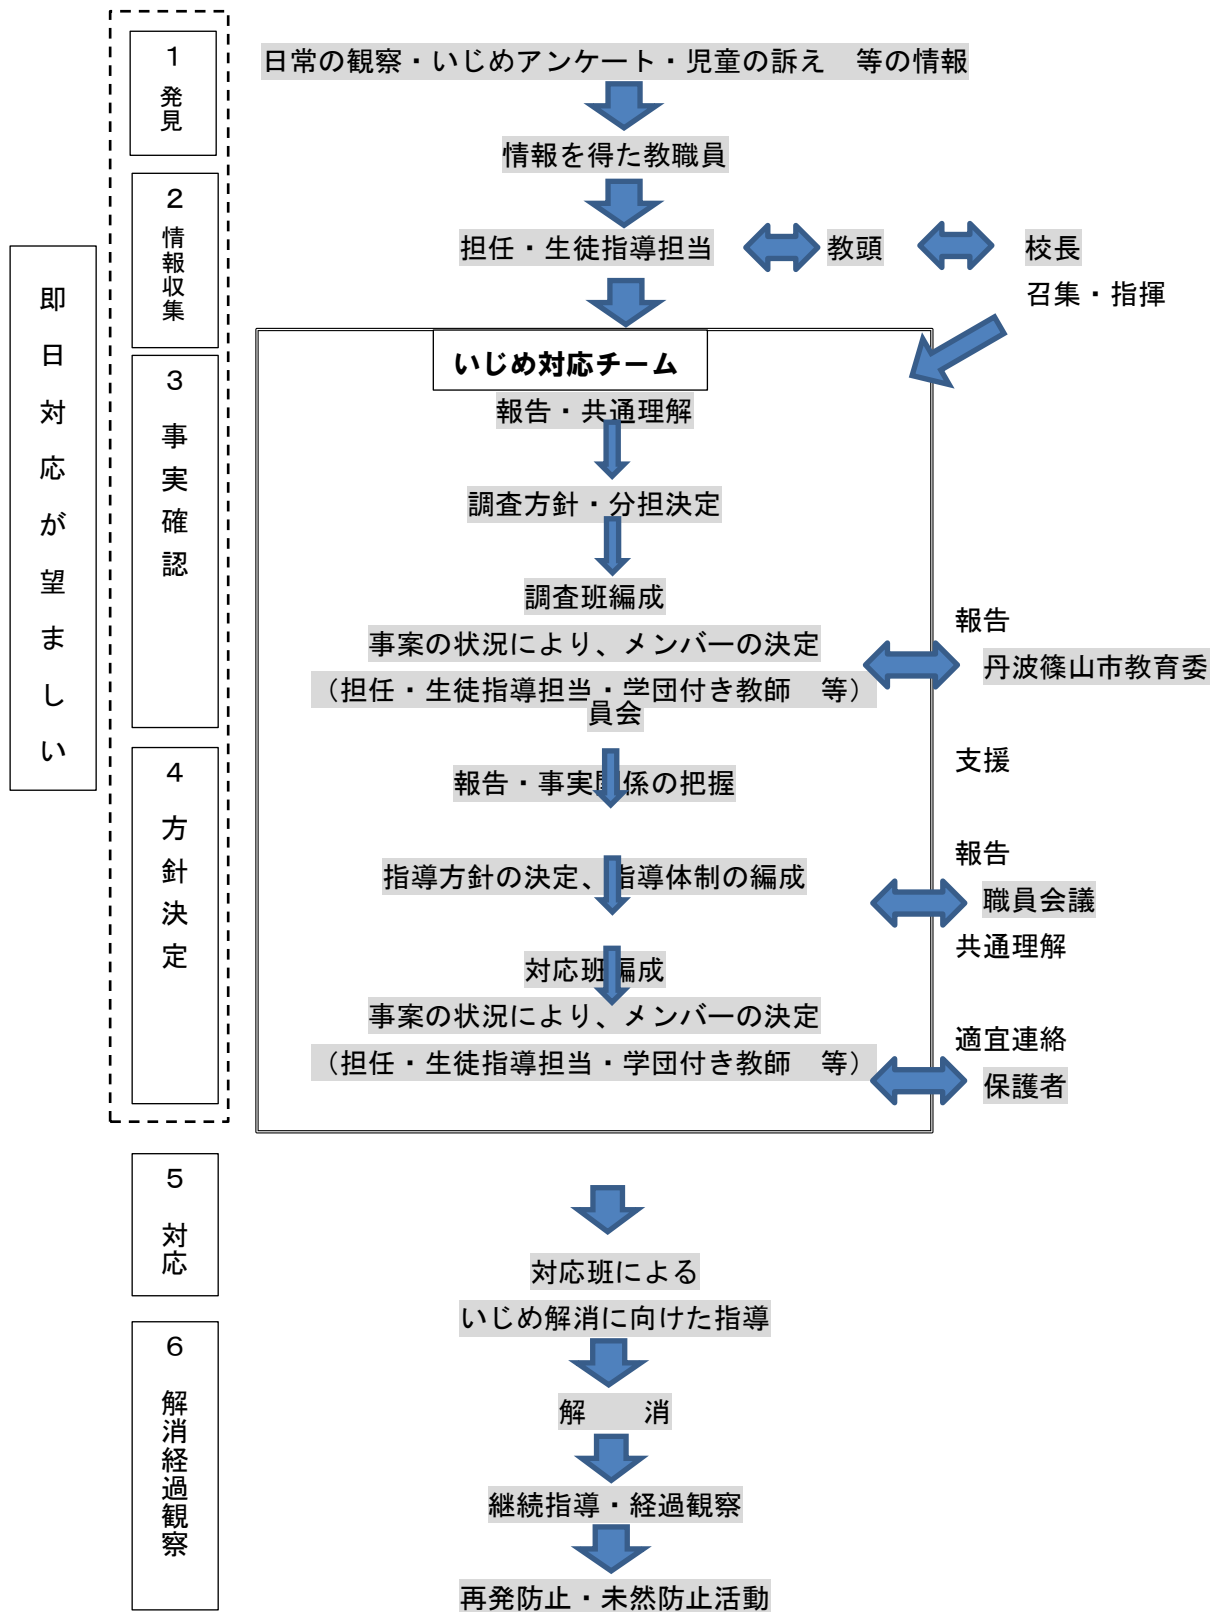 即日対応が望ましい
1
発見
2
情報収集
3
事実確認
4
方針決定
5
対応
6
解消経過観察
日常の観察・いじめアンケート・児童の訴え　等の情報
情報を得た教職員
担任・生徒指導担当
教頭
校長
召集・指揮
いじめ対応チーム
報告・共通理解
調査方針・分担決定
調査班編成
事案の状況により、メンバーの決定
（担任・生徒指導担当・学団付き教師　等）
報告
丹波篠山市教育委
員会
支援
報告・事実関係の把握
指導方針の決定、指導体制の編成
報告
職員会議
共通理解
対応班編成
事案の状況により、メンバーの決定
（担任・生徒指導担当・学団付き教師　等）
適宜連絡
保護者
対応班による
いじめ解消に向けた指導
解　　消
継続指導・経過観察
再発防止・未然防止活動